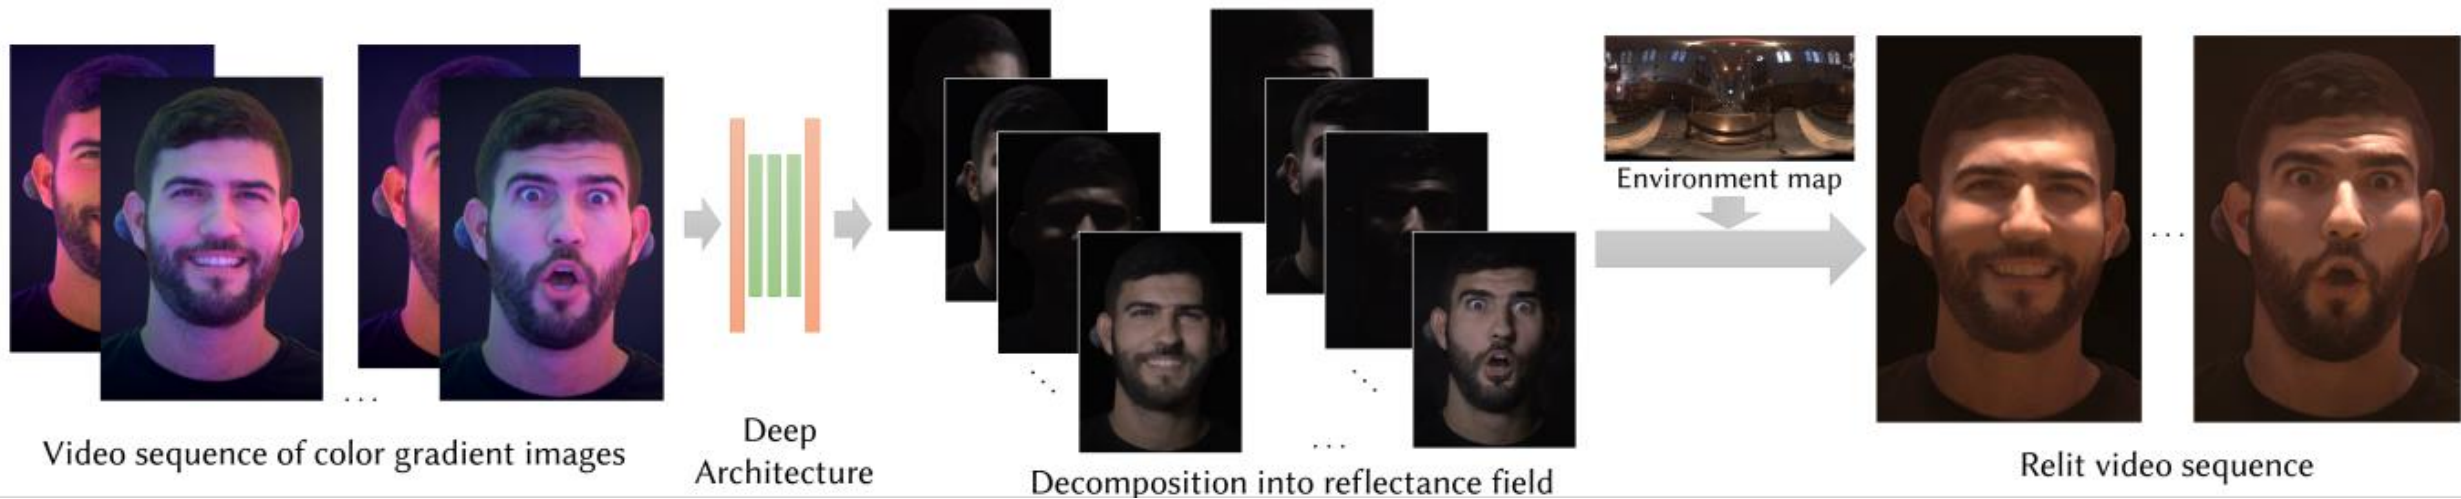 Video sequence of color gradient images
Deep
Architecture
Decomposition into reflectance field
Environment map
Relit video sequence